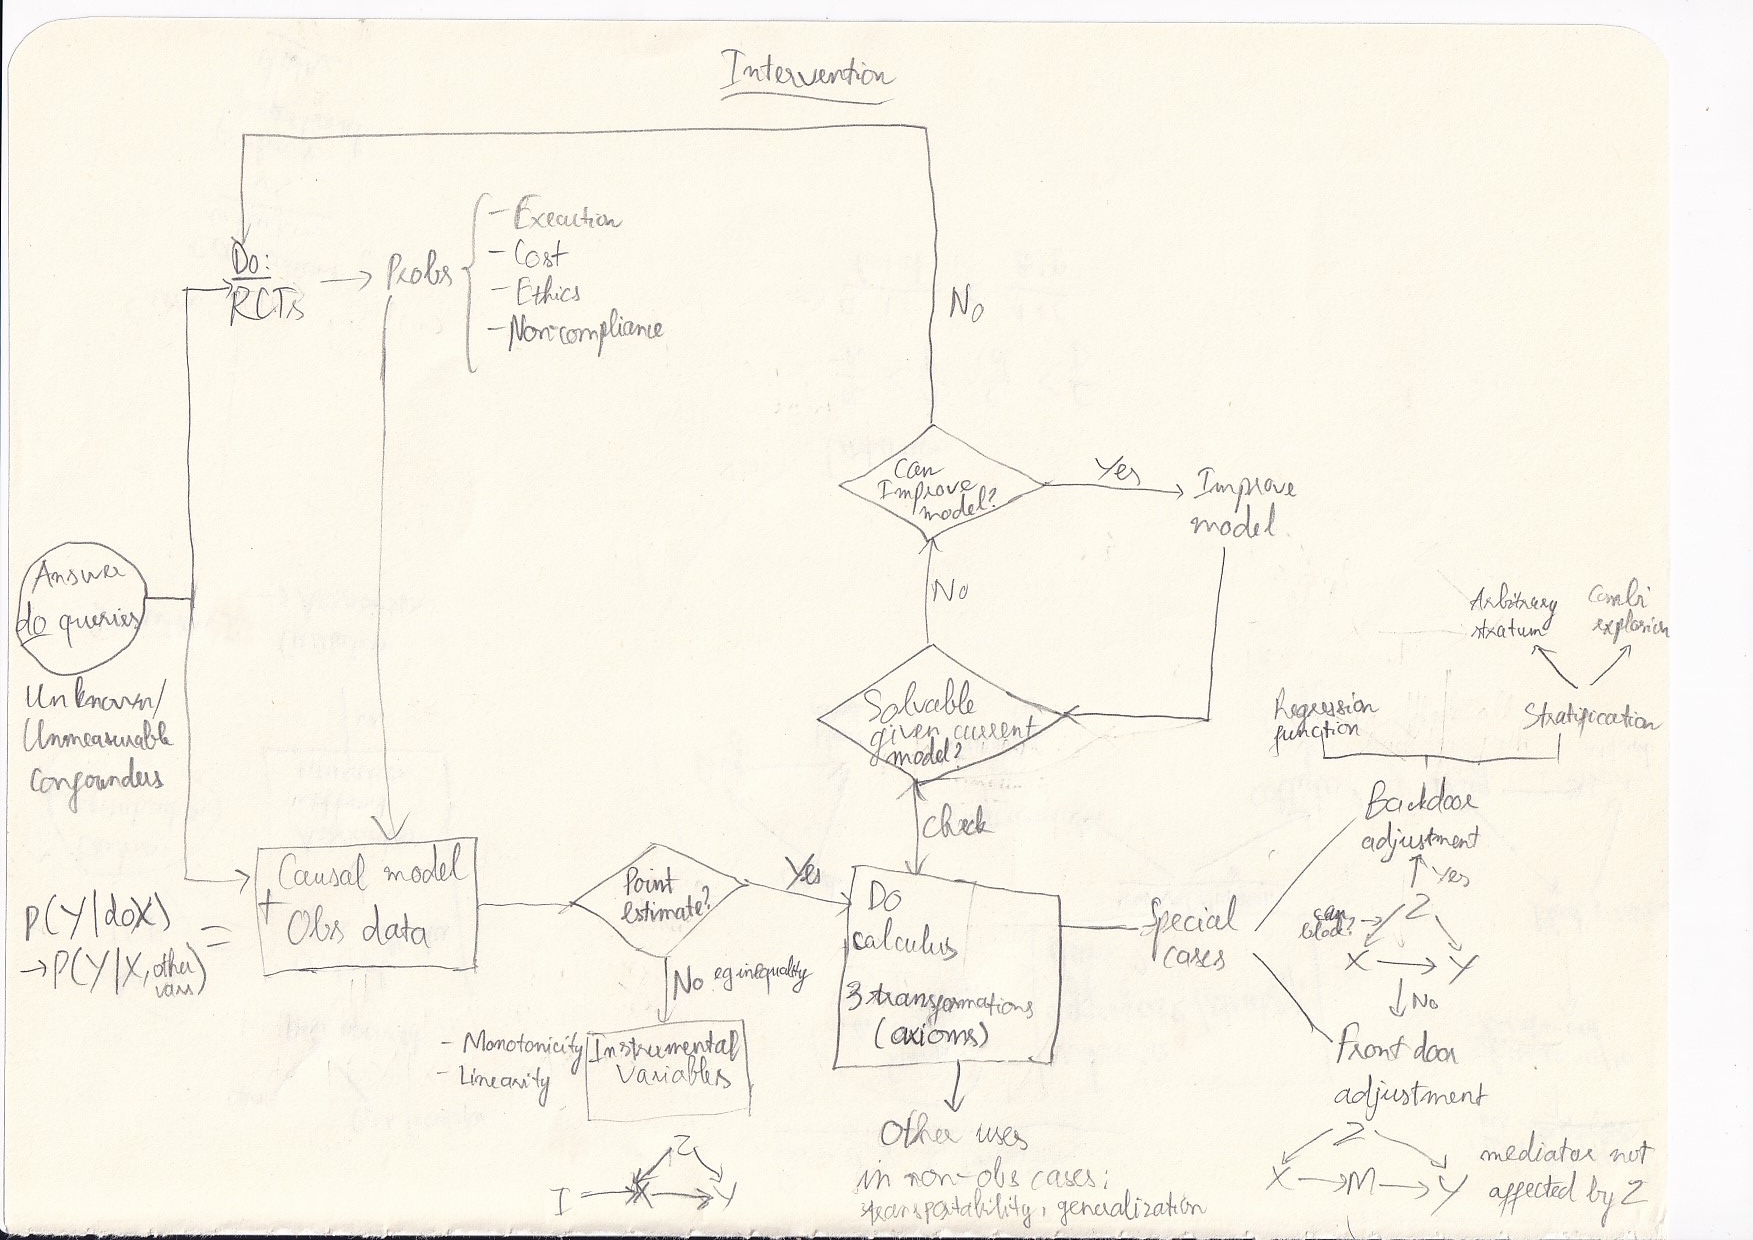 Intervention
Do:
RCTs
Probs
- Execution
- Cost
- Ethics
- Non-compliance
No
Can
Improve
model?
Yes
Improve
model
No
Answer
do queries
Unknown/
Unmeasurable
confounders
Solvable
given current
model?
Check
Arbitrary
stratum
Combi
explosion
Regression
function
Stratification
Backdoor
adjustment
Yes
can
block?
Z
X
Y
No
Front door
adjustment
Z
X
M
Y
mediator not
affected by Z
P(Y|doX)
→P(Y|X, other
vars)
=
Causal model
+
Obs data
Point
estimate?
Yes
No eg inequality
- Monotonicity
- Linearity
Instrumental
Variables
Z
I
X
Y
Do
calculus
3 transformations
(axioms)
Special
cases
Other uses
in non-obs cases:
transportability, generalization